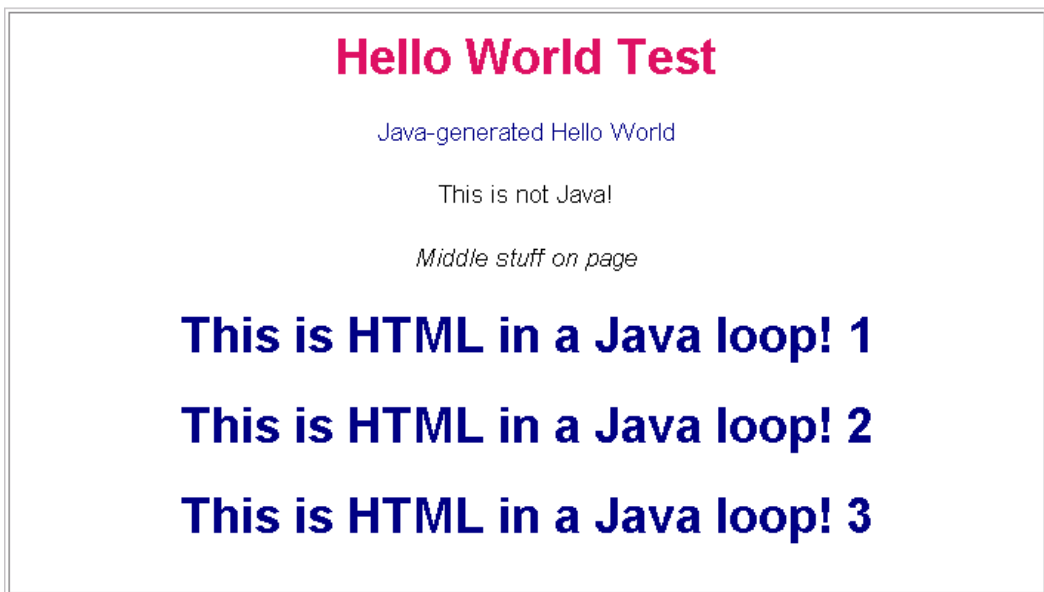 Hello World Test
Java-generated Hello World
This is not Java!
Middle stuff on page
This is HTML in a Java loop! 1
This is HTML in a Java loop! 2
This is HTML in a Java loop! 3